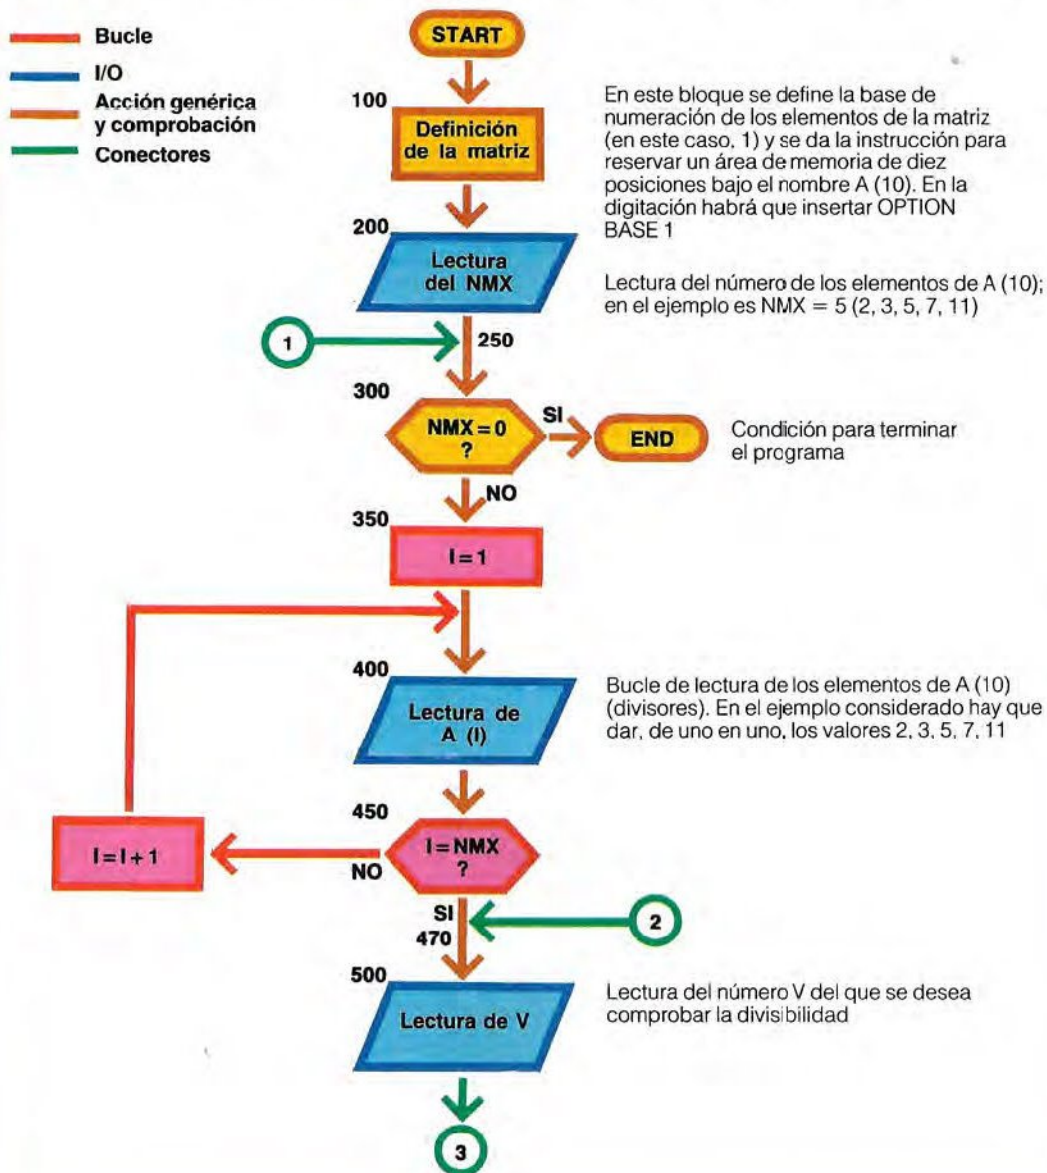 Bucle
I/O
Acción genérica
y comprobación
Conectores
START
100
Definición
de la matriz
En este bloque se define la base de
numeración de los elementos de la matriz
(en este caso, 1) y se da la instrucción para
reservar un área de memoria de diez
posiciones bajo el nombre A (10). En la
digitación habrá que insertar OPTION
BASE 1
200
Lectura
del NMX
Lectura del número de los elementos de A (10);
en el ejemplo es NMX = 5 (2, 3, 5, 7, 11)
1
250
300
NMX=0
?
SI
END
Condición para terminar
el programa
NO
350
I=1
400
Lectura de
A (I)
Bucle de lectura de los elementos de A (10)
(divisores). En el ejemplo considerado hay que
dar, de uno en uno, los valores 2, 3, 5, 7, 11
450
I=NMX
?
NO
I=I+1
SI
470
2
500
Lectura de V
Lectura del número V del que se desea
comprobar la divisibilidad
3